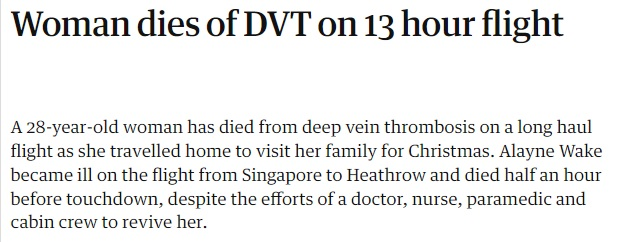 Woman dies of DVT on 13 hour flight
A 28-year-old woman has died from deep vein thrombosis on a long haul
flight as she travelled home to visit her family for Christmas. Alayne Wake
became ill on the flight from Singapore to Heathrow and died half an hour
before touchdown, despite the efforts of a doctor, nurse, paramedic and
cabin crew to revive her.